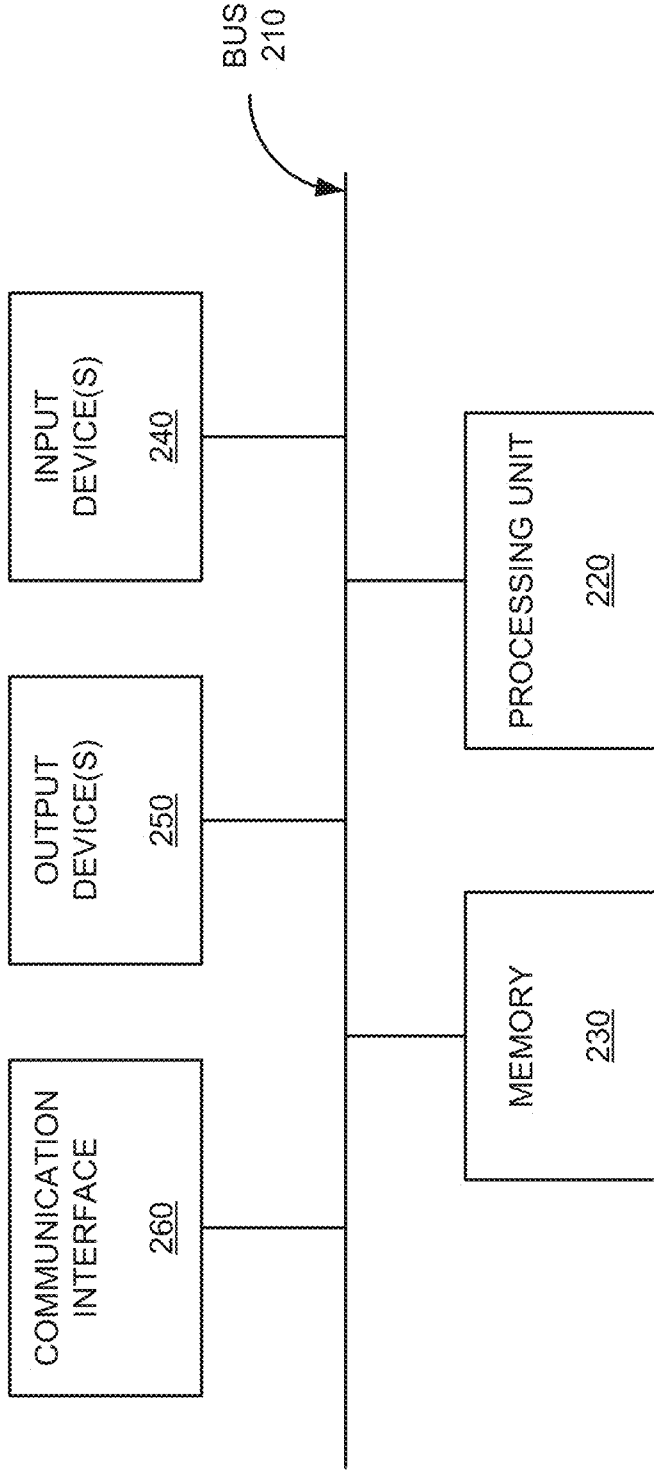 COMMUNICATION
INTERFACE
260
OUTPUT
DEVICE(S)
250
INPUT
DEVICE(S)
240
BUS
210
MEMORY
230
PROCESSING UNIT
220